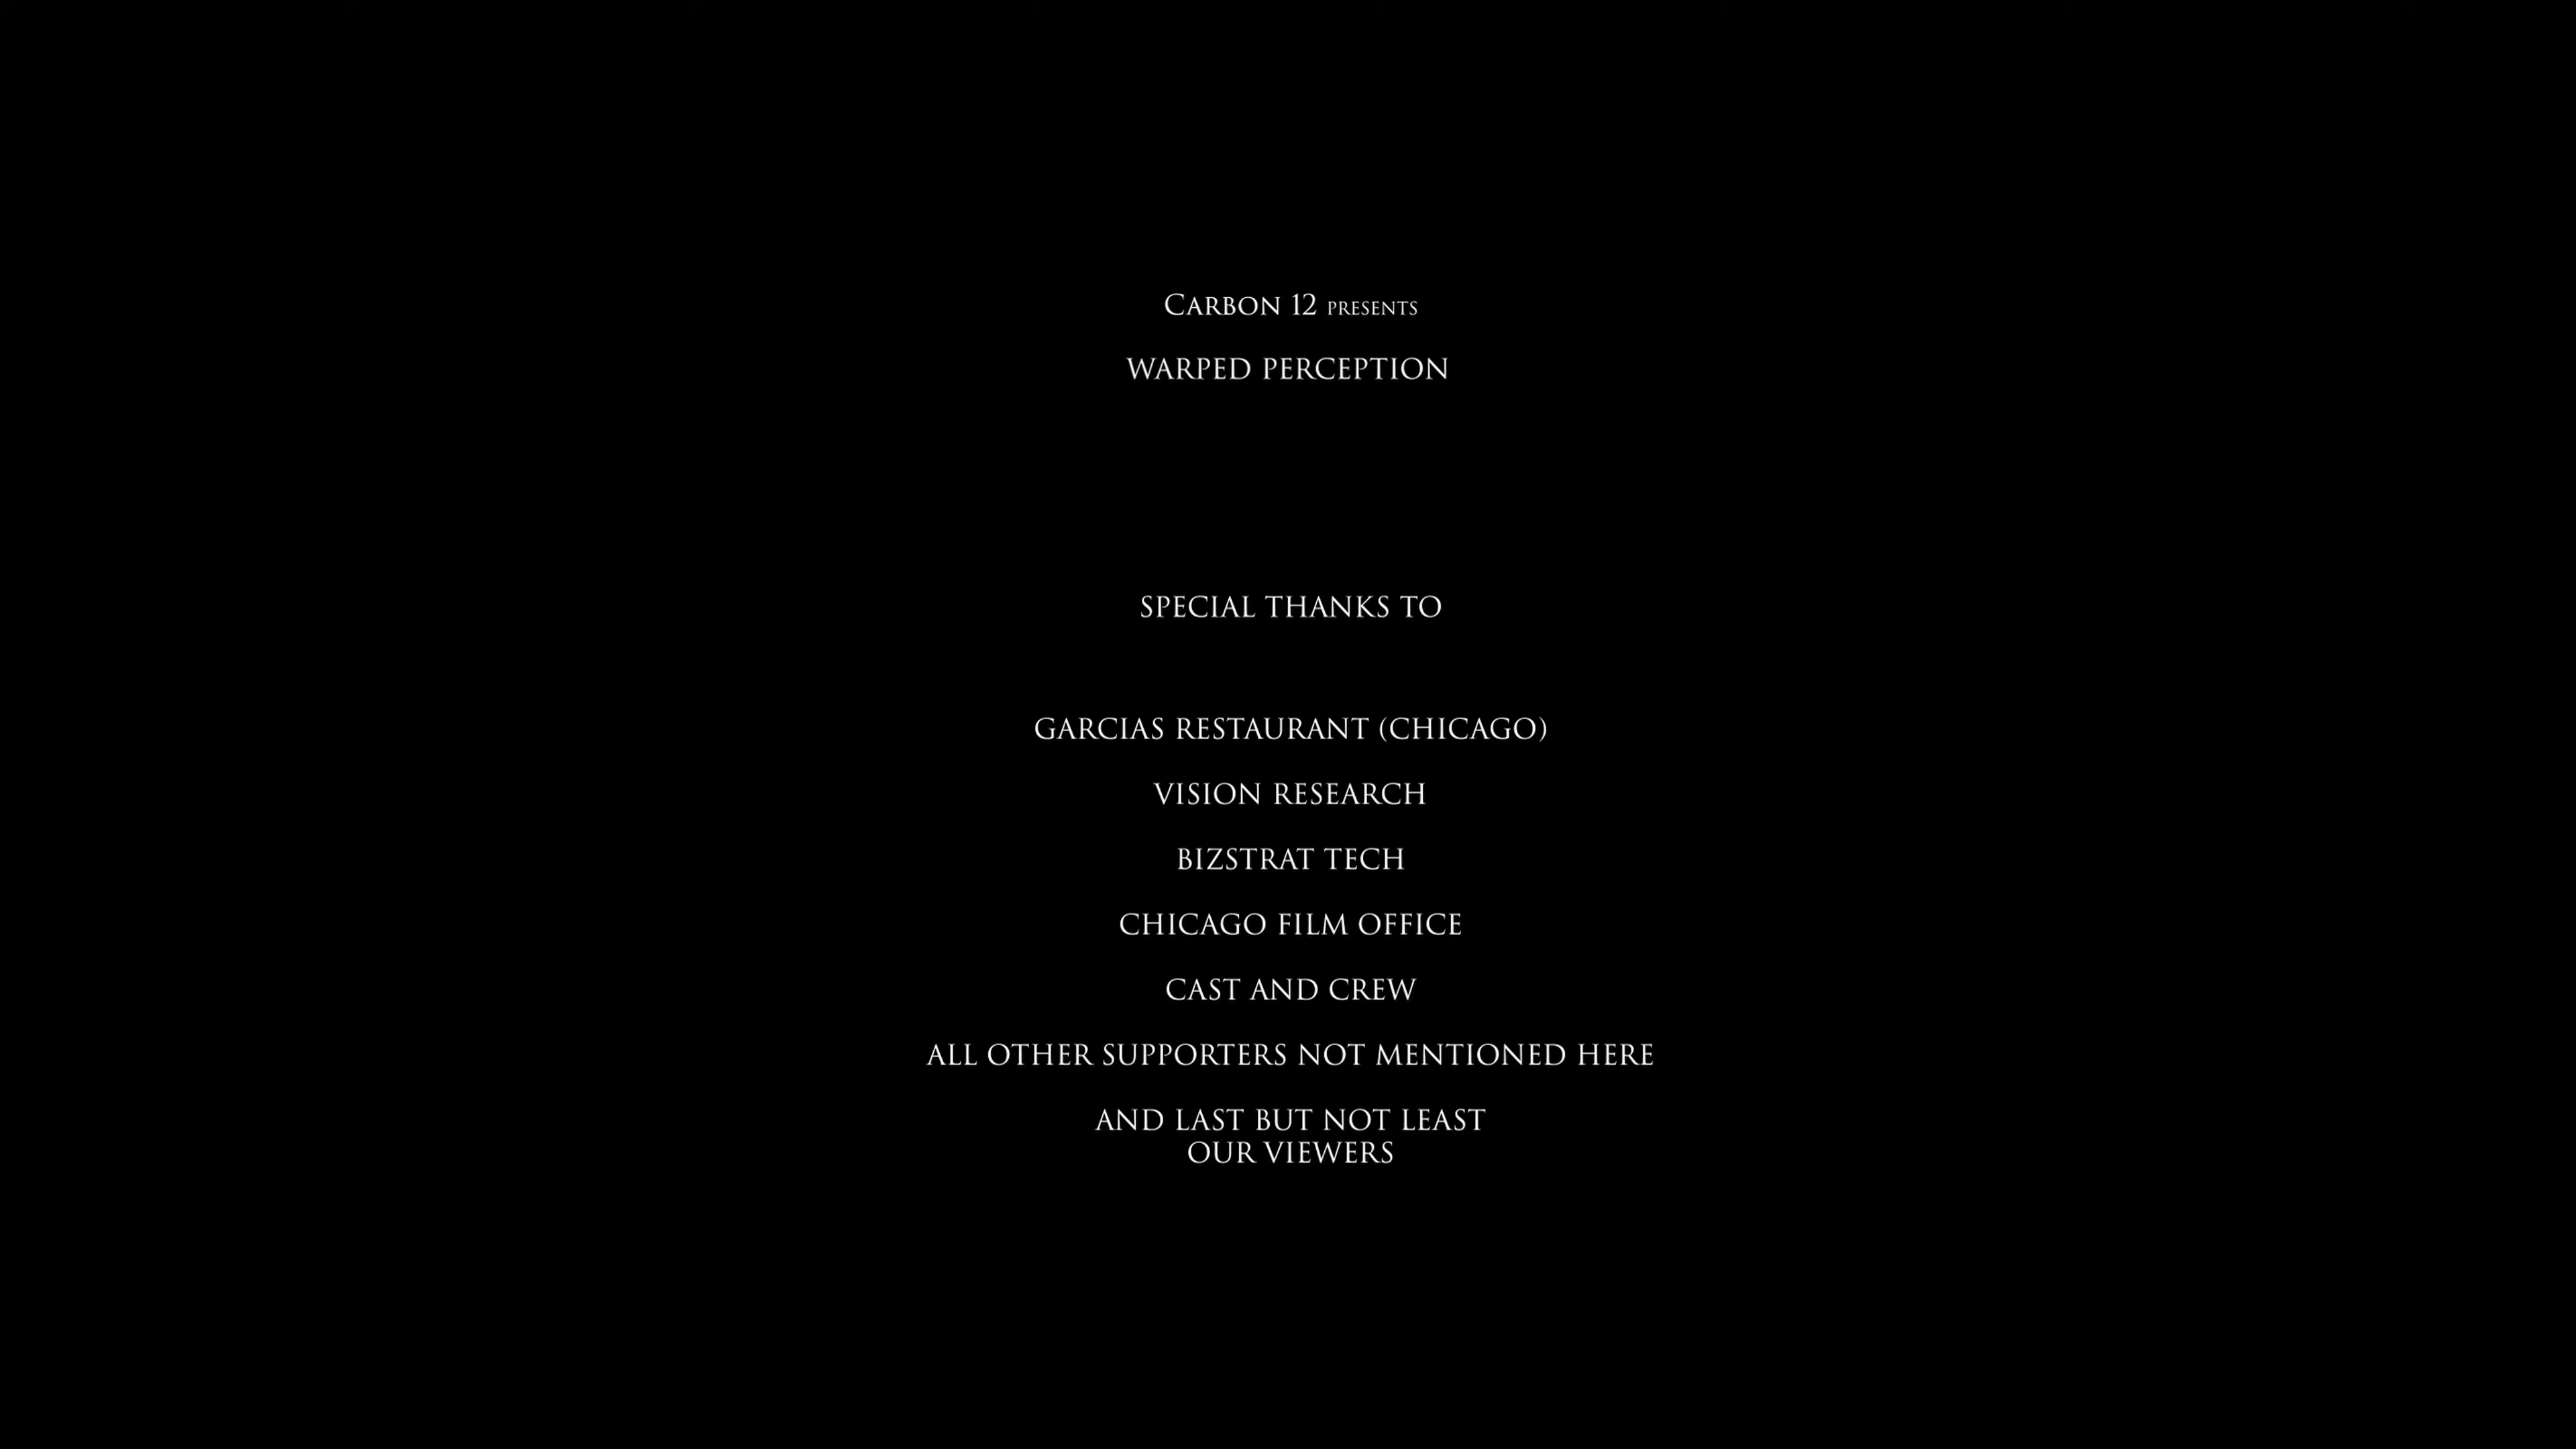 Carbon 12 presents
WARPED PERCEPTION
SPECIAL THANKS TO
GARCIAS RESTAURANT (CHICAGO)
VISION RESEARCH
BIZSTRAT TECH
CHICAGO FILM OFFICE
CAST AND CREW
ALL OTHER SUPPORTERS NOT MENTIONED HERE
AND LAST BUT NOT LEAST
OUR VIEWERS